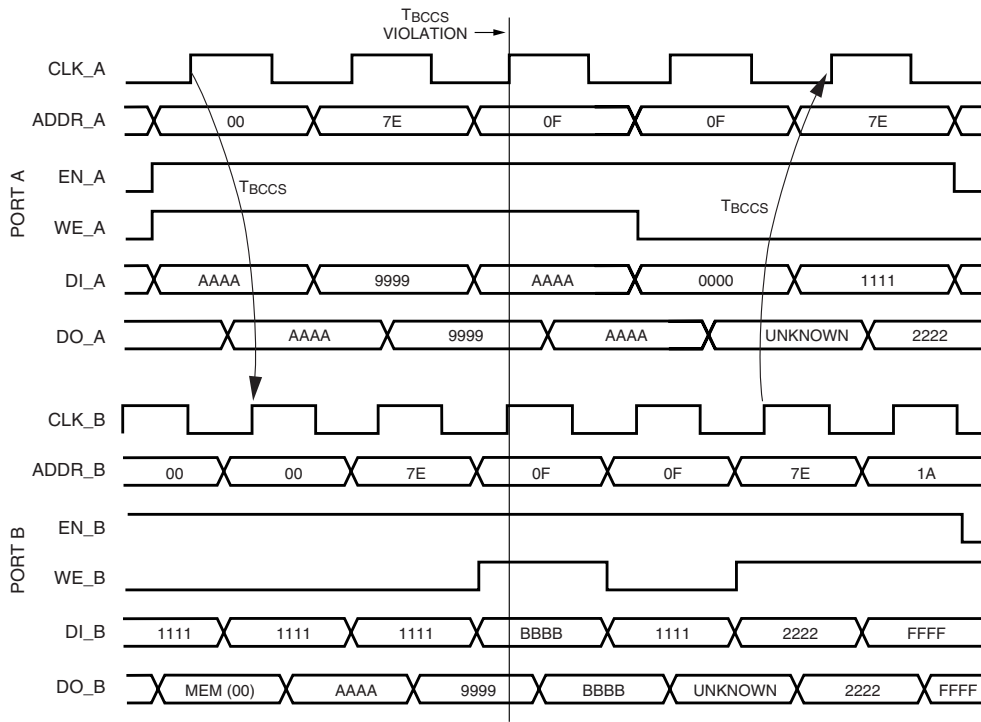 TBCCS
VIOLATION
CLK_A
ADDR_A 00 7E 0F 0F 7E
PORT A
EN_A
TBCCS
TBCCS
WE_A
DI_A AAAA 9999 AAAA 0000 1111
DO_A AAAA 9999 AAAA UNKNOWN 2222
CLK_B
ADDR_B 00 00 7E 0F 0F 7E 1A
PORT B
EN_B
WE_B
DI_B 1111 1111 1111 BBBB 1111 2222 FFFF
DO_B MEM (00) AAAA 9999 BBBB UNKNOWN 2222 FFFF